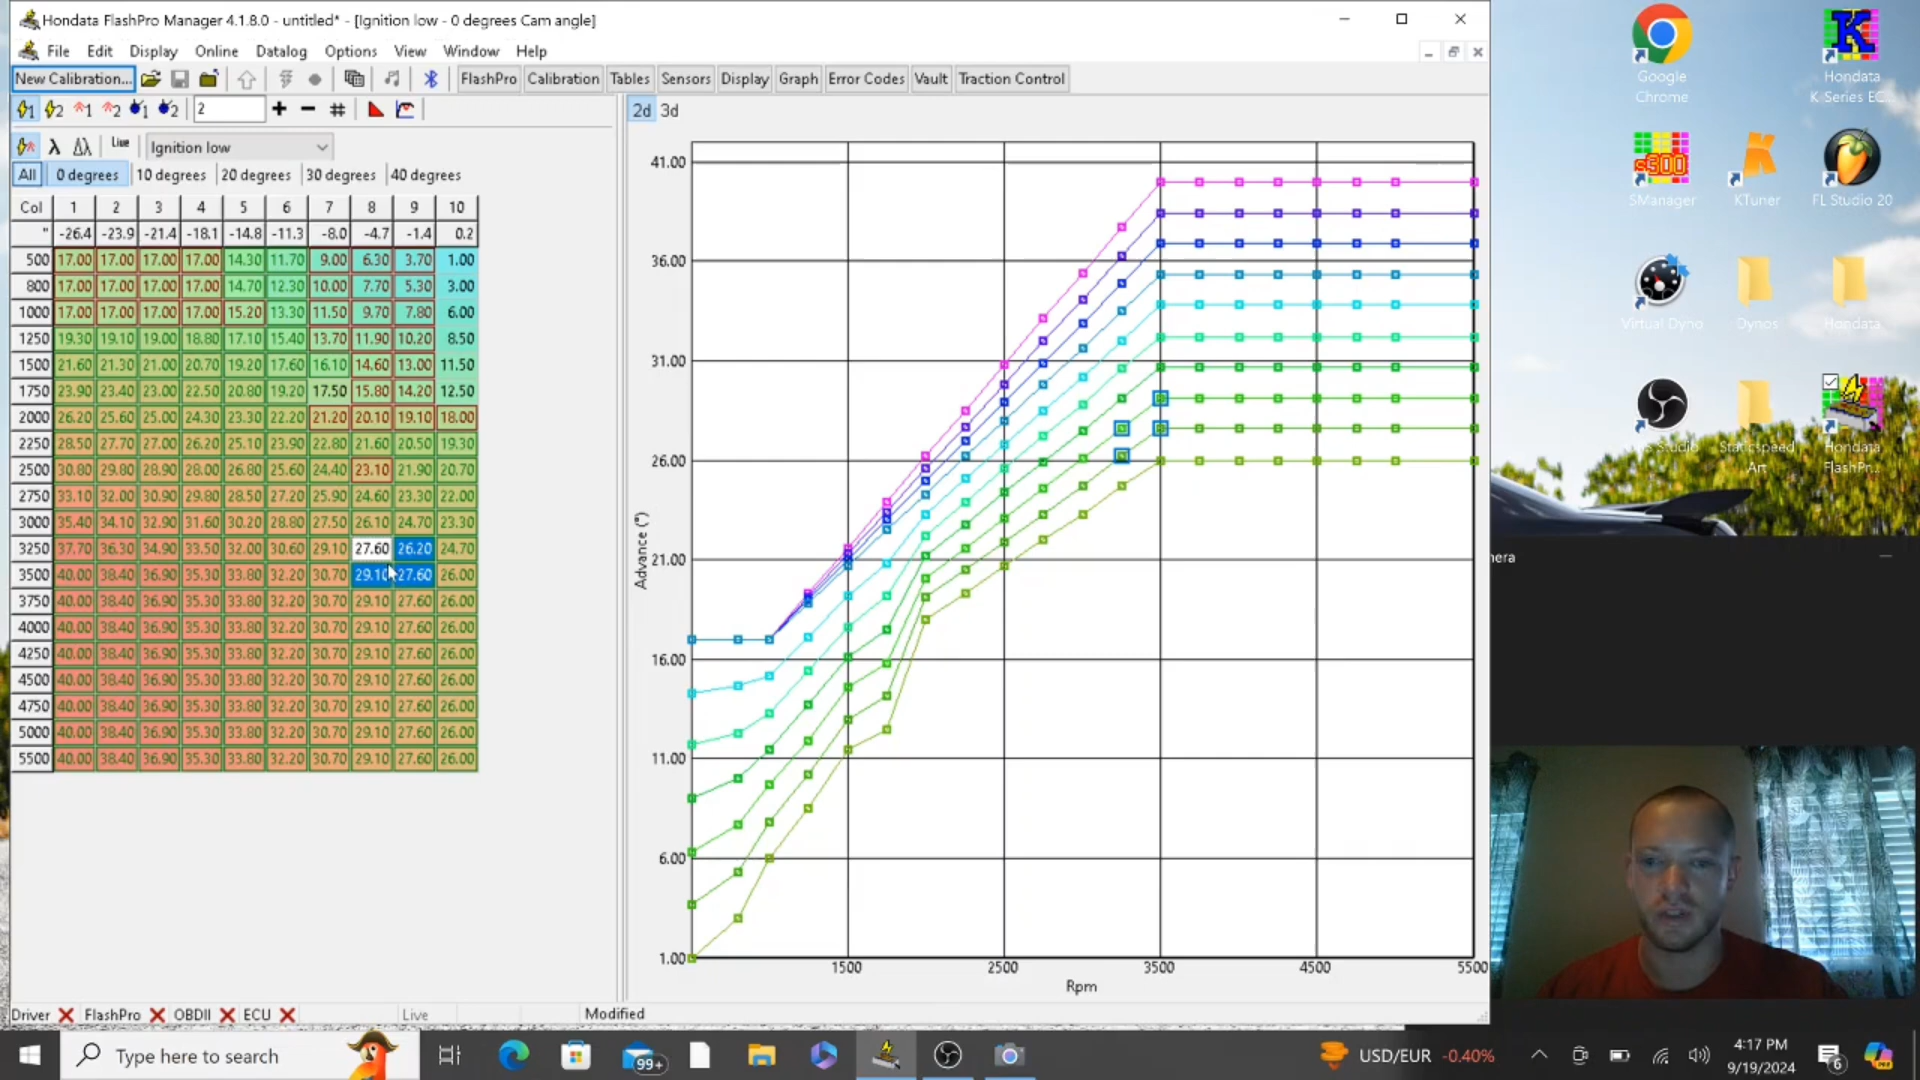 Hondata FlashPro Manager 4.1.8.0 - untitled* - [Ignition low - 0 degrees Cam angle]
File Edit Display Online Datalog Options View Window Help
New Calibration... FlashPro Calibration Tables Sensors Display Graph Error Codes Vault Traction Control
1 2 1 2 1 2 2 + - #
λ Δλ Live Ignition low
All 0 degrees 10 degrees 20 degrees 30 degrees 40 degrees
Col 1 2 3 4 5 6 7 8 9 10
" -26.4 -23.9 -21.4 -18.1 -14.8 -11.3 -8.0 -4.7 -1.4 0.2
500 17.00 17.00 17.00 17.00 14.30 11.70 9.00 6.30 3.70 1.00
800 17.00 17.00 17.00 17.00 14.70 12.30 10.00 7.70 5.30 3.00
1000 17.00 17.00 17.00 17.00 15.20 13.30 11.50 9.70 7.80 6.00
1250 19.30 19.10 19.00 18.80 17.10 15.40 13.70 11.90 10.20 8.50
1500 21.60 21.30 21.00 20.70 19.20 17.60 16.10 14.60 13.00 11.50
1750 23.90 23.40 23.00 22.50 20.80 19.20 17.50 15.80 14.20 12.50
2000 26.20 25.60 25.00 24.30 23.30 22.20 21.20 20.10 19.10 18.00
2250 28.50 27.70 27.00 26.20 25.10 23.90 22.80 21.60 20.50 19.30
2500 30.80 29.80 28.90 28.00 26.80 25.60 24.40 23.10 21.90 20.70
2750 33.10 32.00 30.90 29.80 28.50 27.20 25.90 24.60 23.30 22.00
3000 35.40 34.10 32.90 31.60 30.20 28.80 27.50 26.10 24.70 23.30
3250 37.70 36.30 34.90 33.50 32.00 30.60 29.10 27.60 26.20 24.70
3500 40.00 38.40 36.90 35.30 33.80 32.20 30.70 29.10 27.60 26.00
3750 40.00 38.40 36.90 35.30 33.80 32.20 30.70 29.10 27.60 26.00
4000 40.00 38.40 36.90 35.30 33.80 32.20 30.70 29.10 27.60 26.00
4250 40.00 38.40 36.90 35.30 33.80 32.20 30.70 29.10 27.60 26.00
4500 40.00 38.40 36.90 35.30 33.80 32.20 30.70 29.10 27.60 26.00
4750 40.00 38.40 36.90 35.30 33.80 32.20 30.70 29.10 27.60 26.00
5000 40.00 38.40 36.90 35.30 33.80 32.20 30.70 29.10 27.60 26.00
5500 40.00 38.40 36.90 35.30 33.80 32.20 30.70 29.10 27.60 26.00
2d 3d
41.00
36.00
31.00
26.00
21.00
16.00
11.00
6.00
1.00
Advance (°)
1500 2500 3500 4500 5500
Rpm
Driver FlashPro OBDII ECU Live Modified
Google
Chrome
K
Hondata
K Series EC...
s300
SManager
KTuner
FL Studio 20
Virtual Dyno
Dynos
Hondata
Studio
Staticspeed
Art
Hondata
FlashPr...
era
Type here to search
99+
USD/EUR -0.40%
4:17 PM
9/19/2024
6